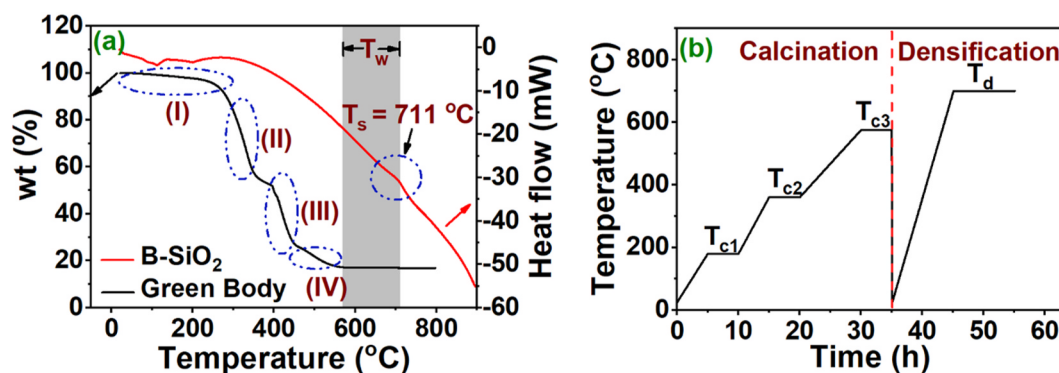 (a)
120
100
80
60
40
20
0
wt (%)
(I)
(II)
(III)
(IV)
T_w
T_s = 711 °C
B-SiO₂
Green Body
0
200
400
600
800
Temperature (°C)
0
-10
-20
-30
-40
-50
-60
Heat flow (mW)
(b)
Calcination
Densification
800
600
400
200
0
Temperature (°C)
T_c1
T_c2
T_c3
T_d
0
10
20
30
40
50
60
Time (h)